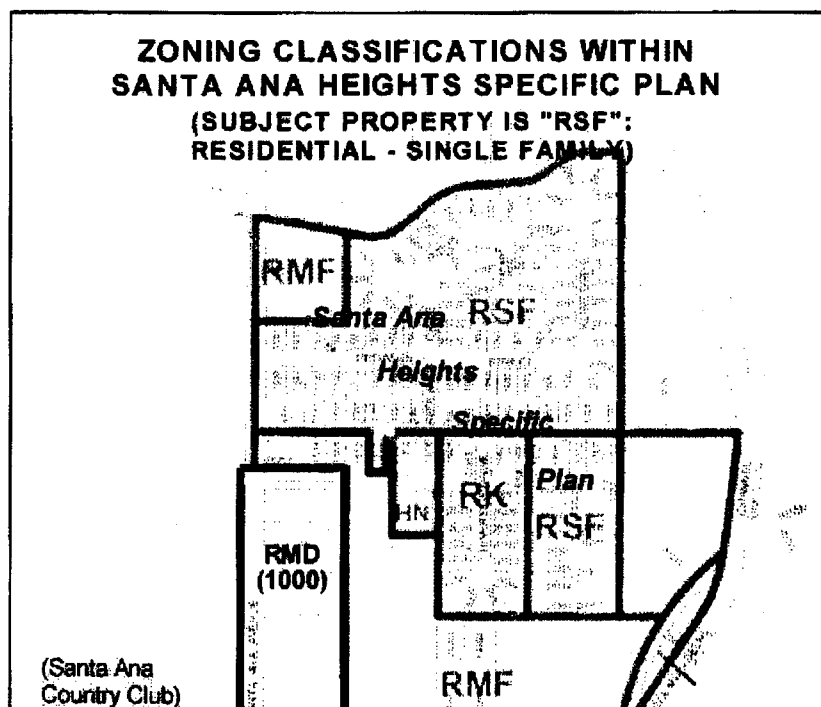 ZONING CLASSIFICATIONS WITHIN
SANTA ANA HEIGHTS SPECIFIC PLAN
(SUBJECT PROPERTY IS "RSF":
RESIDENTIAL - SINGLE FAMILY)
RMF
Santa Ana
RSF
Heights
Specific
RK
Plan
HN
RSF
RMD
(1000)
(Santa Ana
Country Club)
RMF